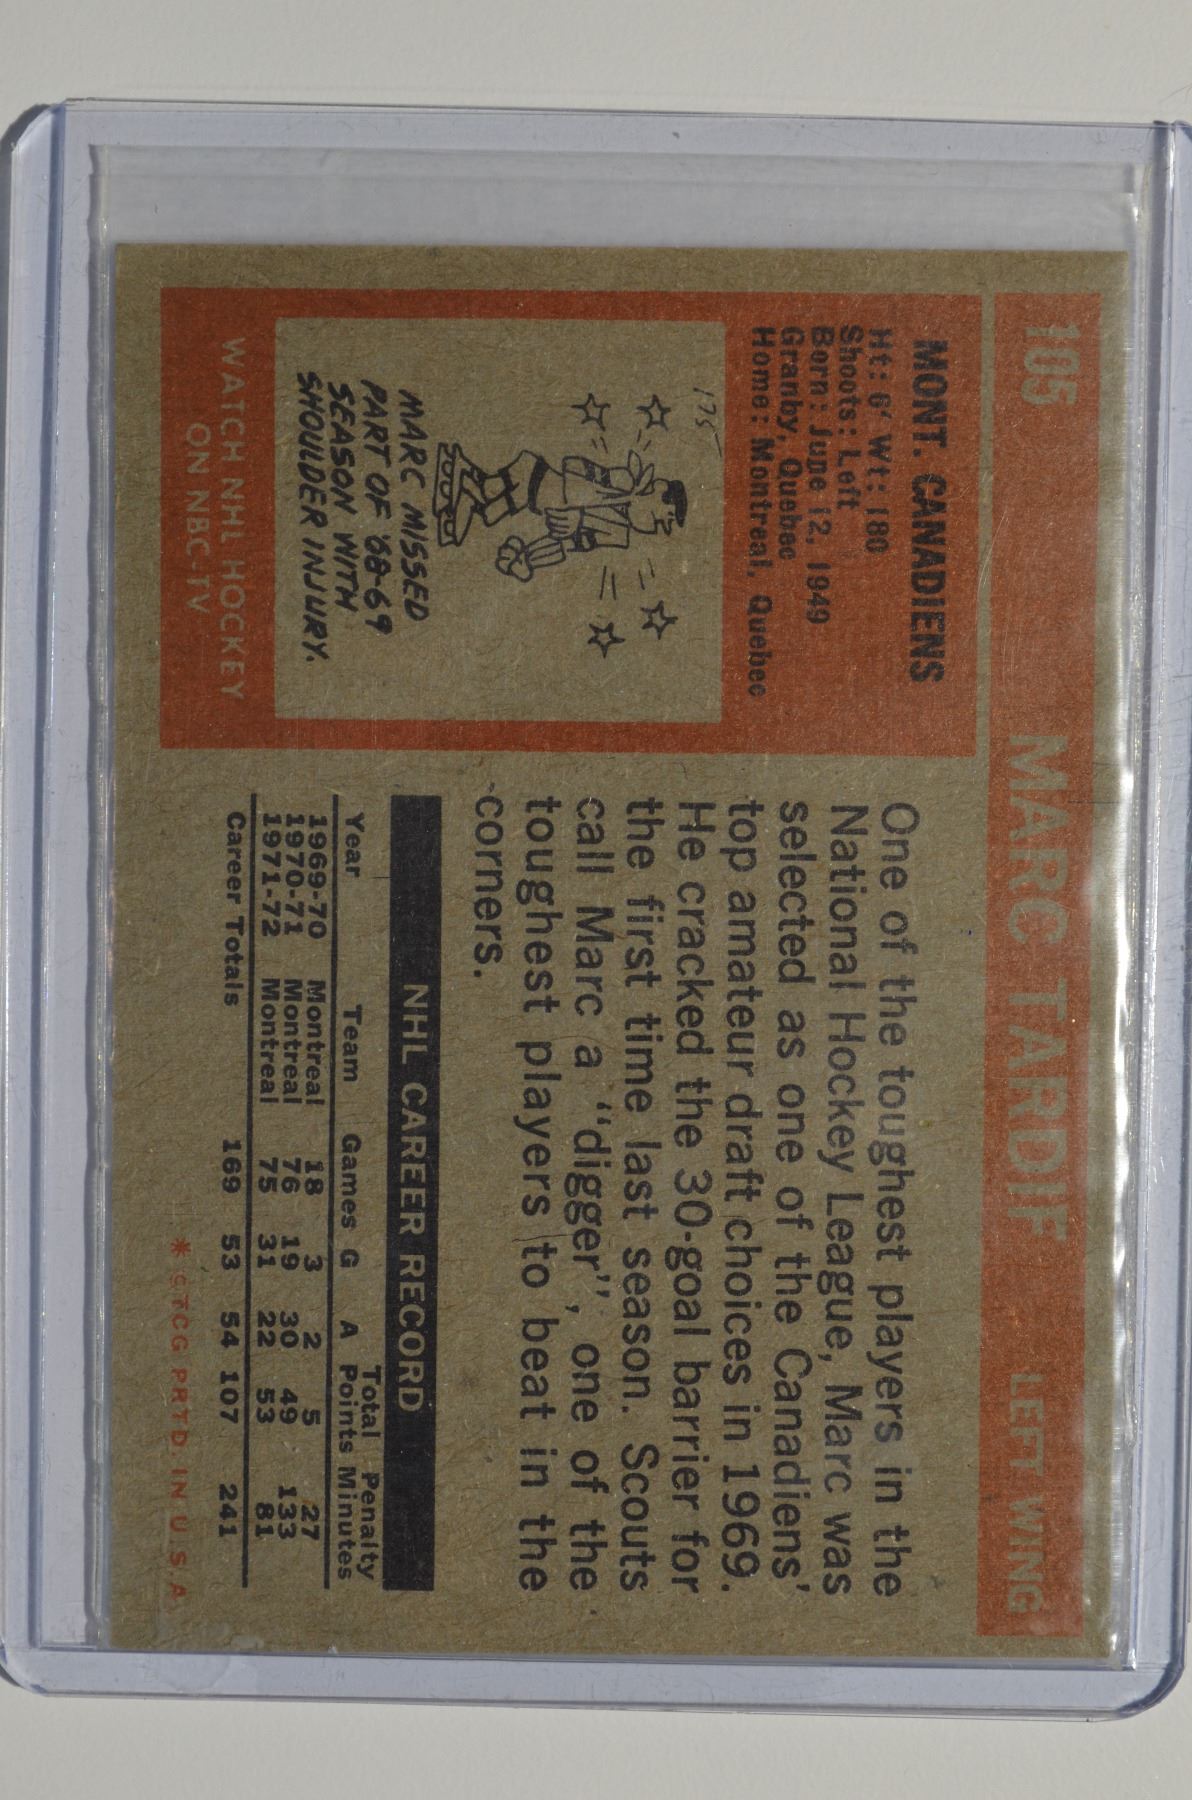 105 MARC TARDIF LEFT WING
MONT. CANADIENS
Ht: 6' Wt: 180
Shoots: Left
Born: June 12, 1949
Granby, Quebec
Home: Montreal, Quebec
175
MARC MISSED
PART OF '68-69
SEASON WITH
SHOULDER INJURY.
WATCH NHL HOCKEY
ON NBC-TV
One of the toughest players in the
National Hockey League, Marc was
selected as one of the Canadiens'
top amateur draft choices in 1969.
He cracked the 30-goal barrier for
the first time last season. Scouts
call Marc a "digger", one of the
toughest players to beat in the
corners.
NHL CAREER RECORD
Total Penalty
Year Team Games G A Points Minutes
1969-70 Montreal 18 3 2 5 27
1970-71 Montreal 76 19 30 49 133
1971-72 Montreal 75 31 22 53 81
Career Totals 169 53 54 107 241
* ©TCG PRTD. IN U.S.A.